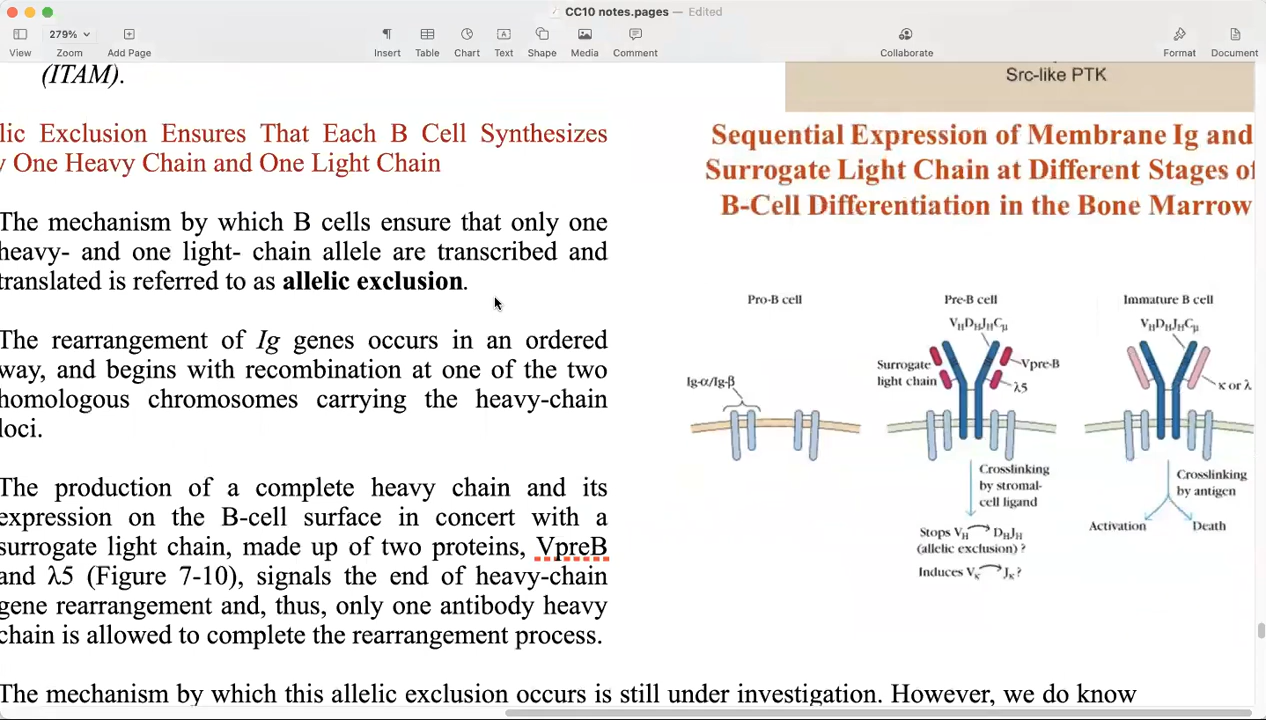 CC10 notes.pages — Edited
279%
View
Zoom
Add Page
Insert
Table
Chart
Text
Shape
Media
Comment
Collaborate
Format
Document
(ITAM).
lic Exclusion Ensures That Each B Cell Synthesizes
y One Heavy Chain and One Light Chain
The mechanism by which B cells ensure that only one
heavy- and one light- chain allele are transcribed and
translated is referred to as allelic exclusion.
The rearrangement of Ig genes occurs in an ordered
way, and begins with recombination at one of the two
homologous chromosomes carrying the heavy-chain
loci.
The production of a complete heavy chain and its
expression on the B-cell surface in concert with a
surrogate light chain, made up of two proteins, VpreB
and λ5 (Figure 7-10), signals the end of heavy-chain
gene rearrangement and, thus, only one antibody heavy
chain is allowed to complete the rearrangement process.
The mechanism by which this allelic exclusion occurs is still under investigation. However, we do know
Src-like PTK
Sequential Expression of Membrane Ig and
Surrogate Light Chain at Different Stages of
B-Cell Differentiation in the Bone Marrow
Pro-B cell
Ig-α/Ig-β
Pre-B cell
VHDHJHCμ
Surrogate
light chain
Vpre-B
λ5
Crosslinking
by stromal-
cell ligand
Stops VH DHJH
(allelic exclusion) ?
Induces Vκ Jκ?
Immature B cell
VHDHJHCμ
κ or λ
Crosslinking
by antigen
Activation
Death